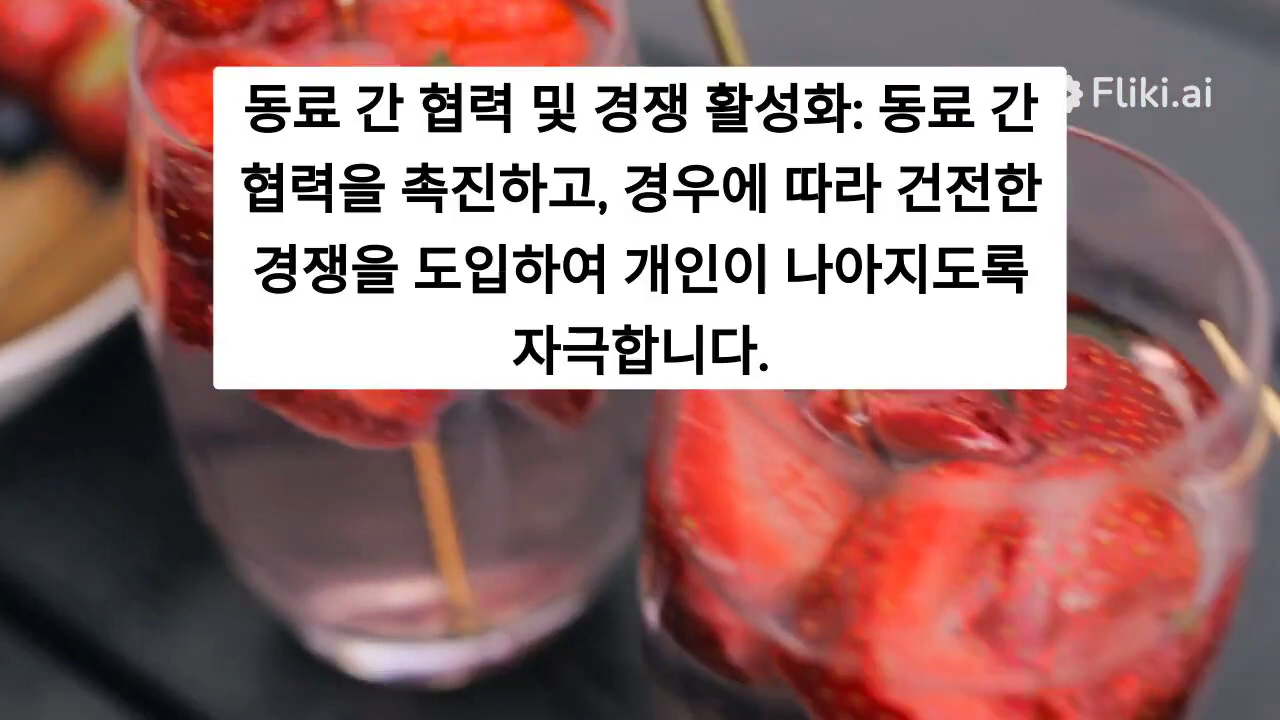 동료 간 협력 및 경쟁 활성화: 동료 간
협력을 촉진하고, 경우에 따라 건전한
경쟁을 도입하여 개인이 나아지도록
자극합니다.
Fliki.ai